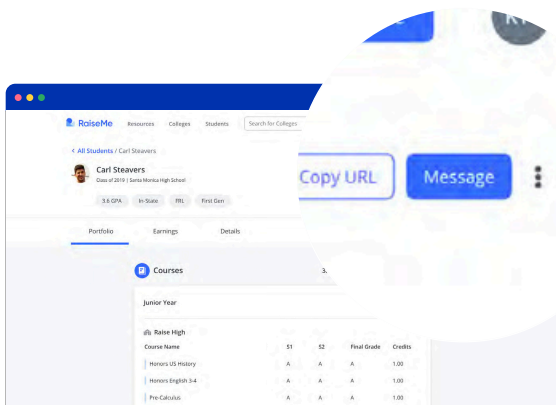 RaiseMe Resources Colleges Students Search for Colleges
< All Students / Carl Steavers
Carl Steavers
Class of 2019 | Santa Monica High School
3.6 GPA In-State FRL First Gen
Copy URL Message
Portfolio Earnings Details
Courses 3.
Junior Year
Raise High
Course Name S1 S2 Final Grade Credits
Honors US History A A A 1.00
Honors English 3-4 A A A 1.00
Pre-Calculus A A A 1.00